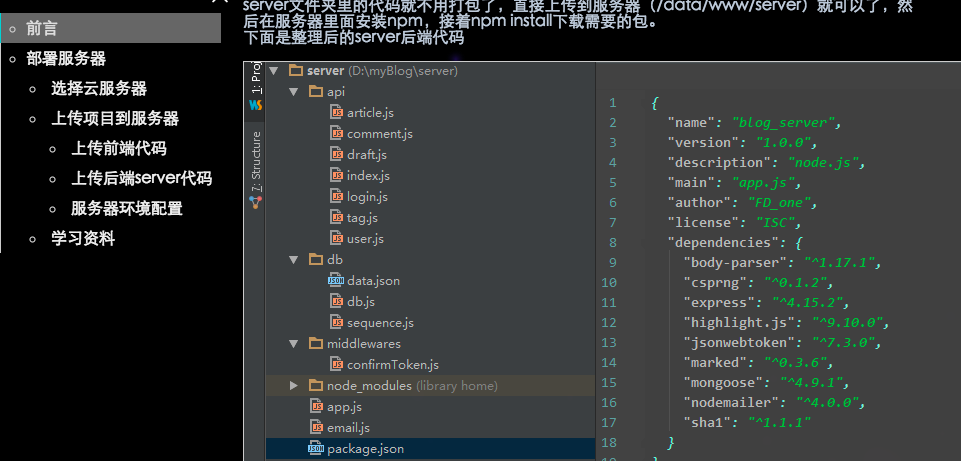 server文件夹里的代码就不用打包了，直接上传到服务器（/data/www/server）就可以了，然
后在服务器里面安装npm，接着npm install下载需要的包。
下面是整理后的server后端代码
前言
部署服务器
选择云服务器
上传项目到服务器
上传前端代码
上传后端server代码
服务器环境配置
学习资料
1: Proj
7: Structure
server (D:\myBlog\server)
api
article.js
comment.js
draft.js
index.js
login.js
tag.js
user.js
db
data.json
db.js
sequence.js
middlewares
confirmToken.js
node_modules (library home)
app.js
email.js
package.json
1 {
2 "name": "blog_server",
3 "version": "1.0.0",
4 "description": "node.js",
5 "main": "app.js",
6 "author": "FD_one",
7 "license": "ISC",
8 "dependencies": {
9 "body-parser": "^1.17.1",
10 "csprng": "^0.1.2",
11 "express": "^4.15.2",
12 "highlight.js": "^9.10.0",
13 "jsonwebtoken": "^7.3.0",
14 "marked": "^0.3.6",
15 "mongoose": "^4.9.1",
16 "nodemailer": "^4.0.0",
17 "sha1": "^1.1.1"
18 }